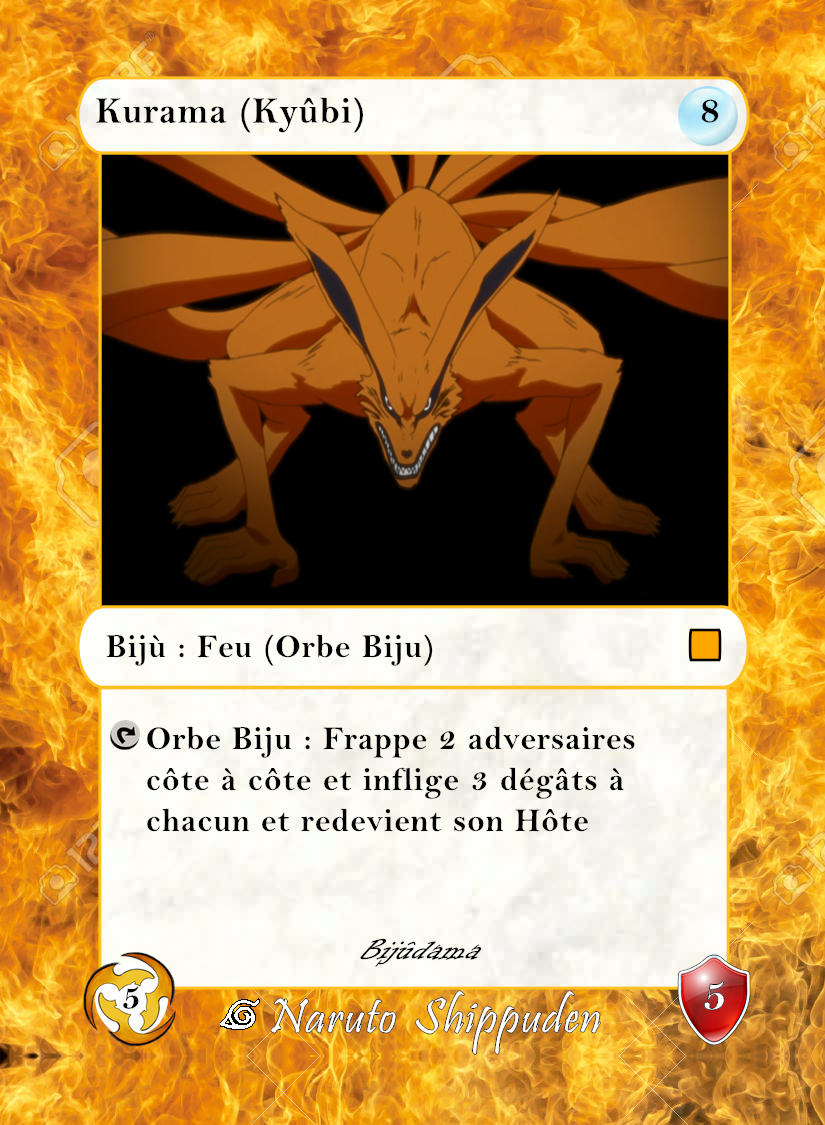 Kurama (Kyûbi)
8
Bijù : Feu (Orbe Biju)
Orbe Biju : Frappe 2 adversaires
côte à côte et inflige 3 dégâts à
chacun et redevient son Hôte
Bijûdama
5
Naruto Shippuden
5